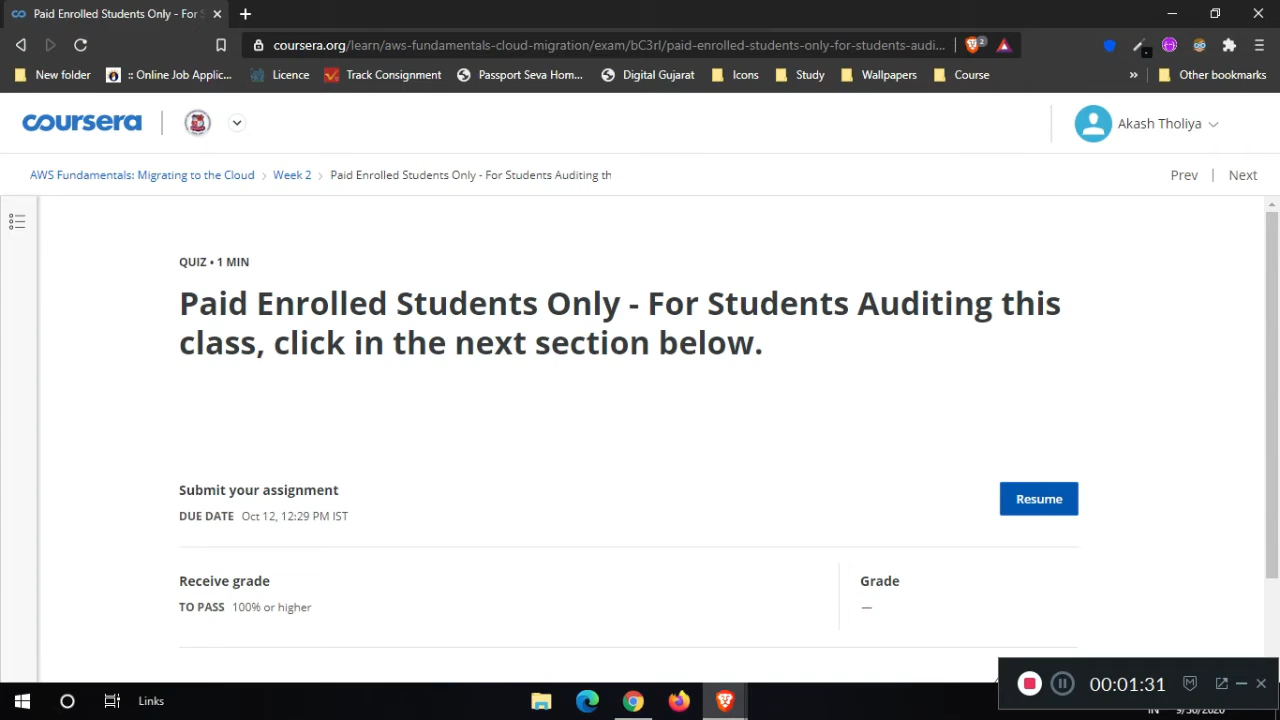 Paid Enrolled Students Only - For S
coursera.org/learn/aws-fundamentals-cloud-migration/exam/bC3rl/paid-enrolled-students-only-for-students-audi...
2
New folder :: Online Job Applic... Licence Track Consignment Passport Seva Hom... Digital Gujarat Icons Study Wallpapers Course » Other bookmarks
coursera
Akash Tholiya
AWS Fundamentals: Migrating to the Cloud > Week 2 > Paid Enrolled Students Only - For Students Auditing th
Prev | Next
QUIZ • 1 MIN
Paid Enrolled Students Only - For Students Auditing this
class, click in the next section below.
Submit your assignment
DUE DATE Oct 12, 12:29 PM IST
Resume
Receive grade
TO PASS 100% or higher
Grade
—
00:01:31
Links
IN 9/30/2020